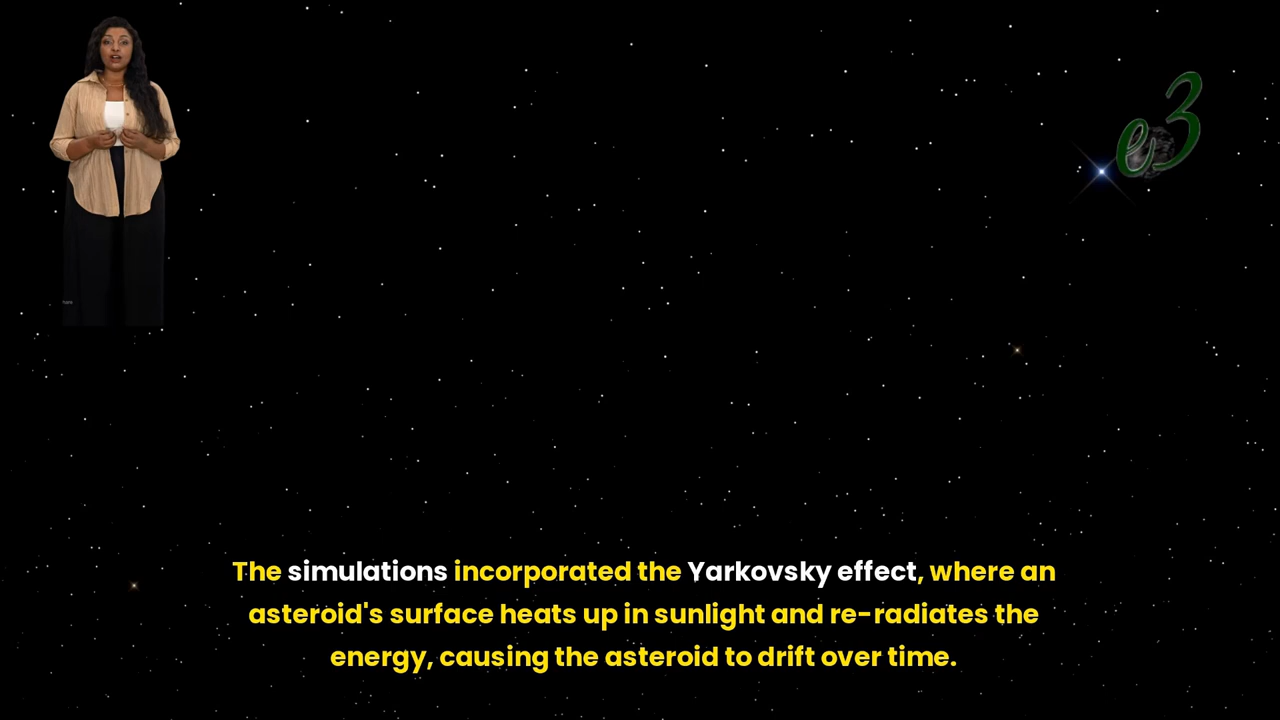 e3
The simulations incorporated the Yarkovsky effect, where an
asteroid's surface heats up in sunlight and re-radiates the
energy, causing the asteroid to drift over time.